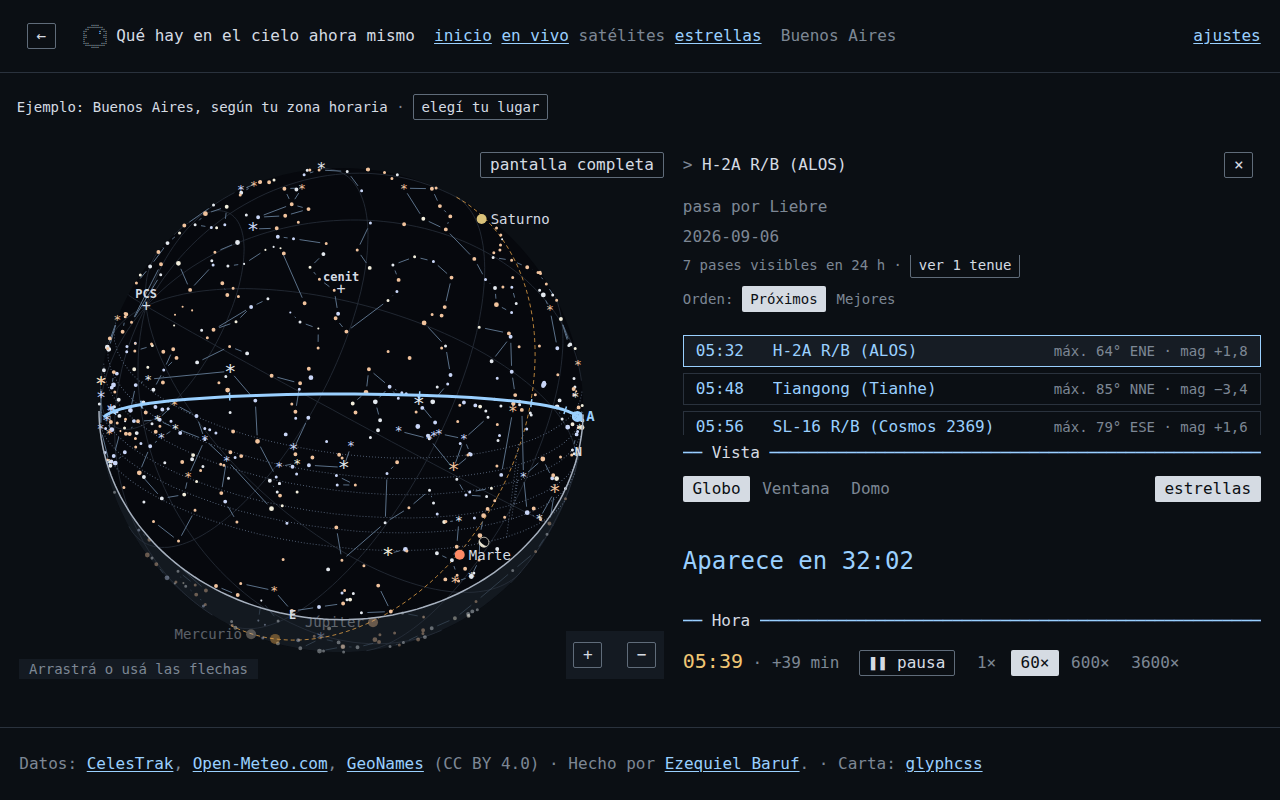 ← Qué hay en el cielo ahora mismo inicio en vivo satélites estrellas Buenos Aires ajustes
Ejemplo: Buenos Aires, según tu zona horaria · elegí tu lugar
pantalla completa
Saturno
cenit
PCS
A
N
Marte
E
Júpiter
Mercurio
Arrastrá o usá las flechas
+ −
> H-2A R/B (ALOS) ×
pasa por Liebre
2026-09-06
7 pases visibles en 24 h · ver 1 tenue
Orden: Próximos Mejores
05:32 H-2A R/B (ALOS) máx. 64° ENE · mag +1,8
05:48 Tiangong (Tianhe) máx. 85° NNE · mag −3,4
05:56 SL-16 R/B (Cosmos 2369) máx. 79° ESE · mag +1,6
Vista
Globo Ventana Domo estrellas
Aparece en 32:02
Hora
05:39 · +39 min pausa 1× 60× 600× 3600×
Datos: CelesTrak, Open-Meteo.com, GeoNames (CC BY 4.0) · Hecho por Ezequiel Baruf. · Carta: glyphcss